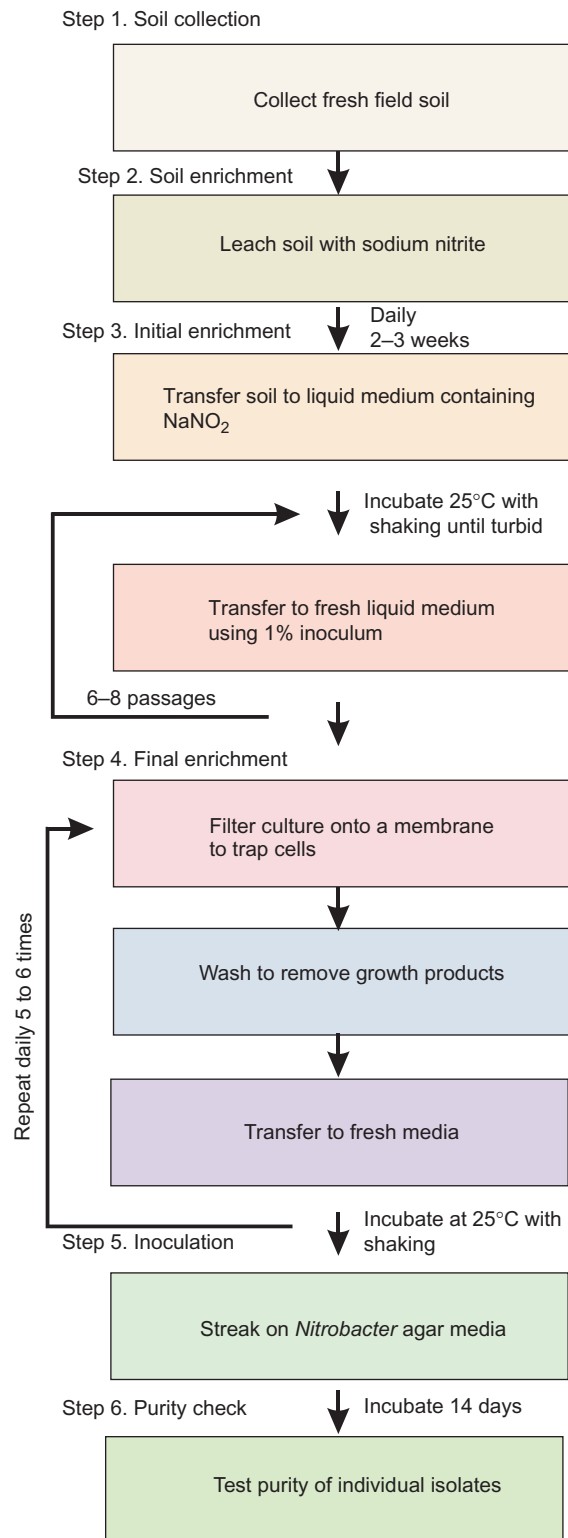 Step 1. Soil collection
Collect fresh field soil
Step 2. Soil enrichment
Leach soil with sodium nitrite
Daily
2–3 weeks
Step 3. Initial enrichment
Transfer soil to liquid medium containing
NaNO₂
Incubate 25°C with
shaking until turbid
Transfer to fresh liquid medium
using 1% inoculum
6–8 passages
Step 4. Final enrichment
Filter culture onto a membrane
to trap cells
Wash to remove growth products
Transfer to fresh media
Repeat daily 5 to 6 times
Incubate at 25°C with
shaking
Step 5. Inoculation
Streak on Nitrobacter agar media
Step 6. Purity check
Incubate 14 days
Test purity of individual isolates